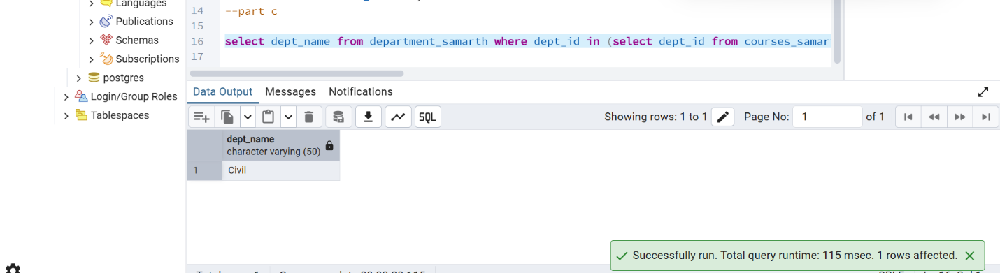 Languages
Publications
Schemas
Subscriptions
postgres
Login/Group Roles
Tablespaces
14 --part c
15
16 select dept_name from department_samarth where dept_id in (select dept_id from courses_samar
17
Data Output Messages Notifications
SQL Showing rows: 1 to 1 Page No: 1 of 1
dept_name
character varying (50)
1 Civil
Successfully run. Total query runtime: 115 msec. 1 rows affected.